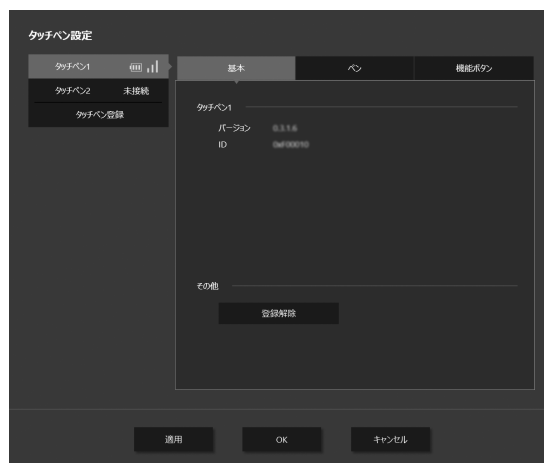 タッチペン設定
タッチペン1
タッチペン2 未接続
タッチペン登録
基本 ペン 機能ボタン
タッチペン1
バージョン 0.3.1.6
ID 0xF00010
その他
登録解除
適用 OK キャンセル